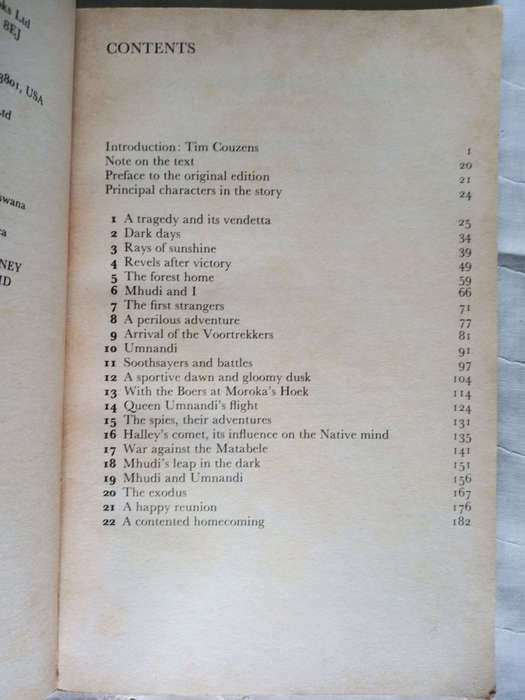 ks Ltd
8EJ
3801, USA
Ltd
wana
NEY
ND
CONTENTS
Introduction: Tim Couzens 1
Note on the text 20
Preface to the original edition 21
Principal characters in the story 24
1 A tragedy and its vendetta 25
2 Dark days 34
3 Rays of sunshine 39
4 Revels after victory 49
5 The forest home 59
6 Mhudi and I 66
7 The first strangers 71
8 A perilous adventure 77
9 Arrival of the Voortrekkers 81
10 Umnandi 91
11 Soothsayers and battles 97
12 A sportive dawn and gloomy dusk 104
13 With the Boers at Moroka's Hoek 114
14 Queen Umnandi's flight 124
15 The spies, their adventures 131
16 Halley's comet, its influence on the Native mind 135
17 War against the Matabele 141
18 Mhudi's leap in the dark 151
19 Mhudi and Umnandi 156
20 The exodus 167
21 A happy reunion 176
22 A contented homecoming 182